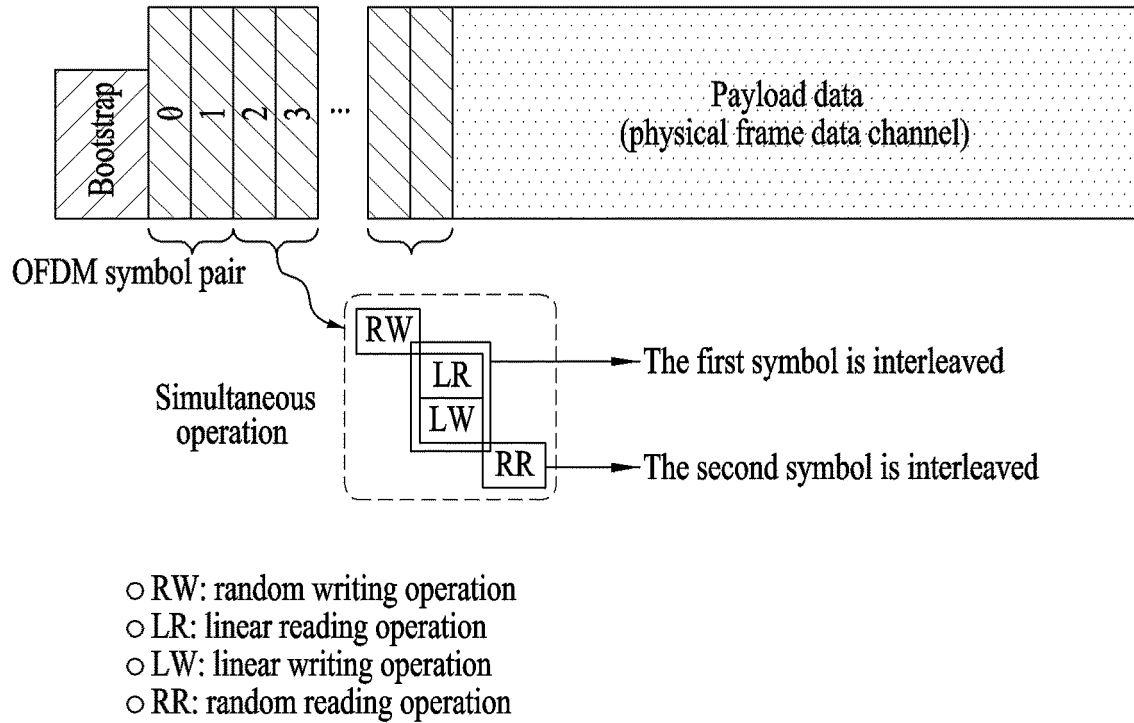 Bootstrap
0
1
2
3
...
Payload data
(physical frame data channel)
OFDM symbol pair
RW
LR
LW
RR
Simultaneous
operation
The first symbol is interleaved
The second symbol is interleaved
○ RW: random writing operation
○ LR: linear reading operation
○ LW: linear writing operation
○ RR: random reading operation